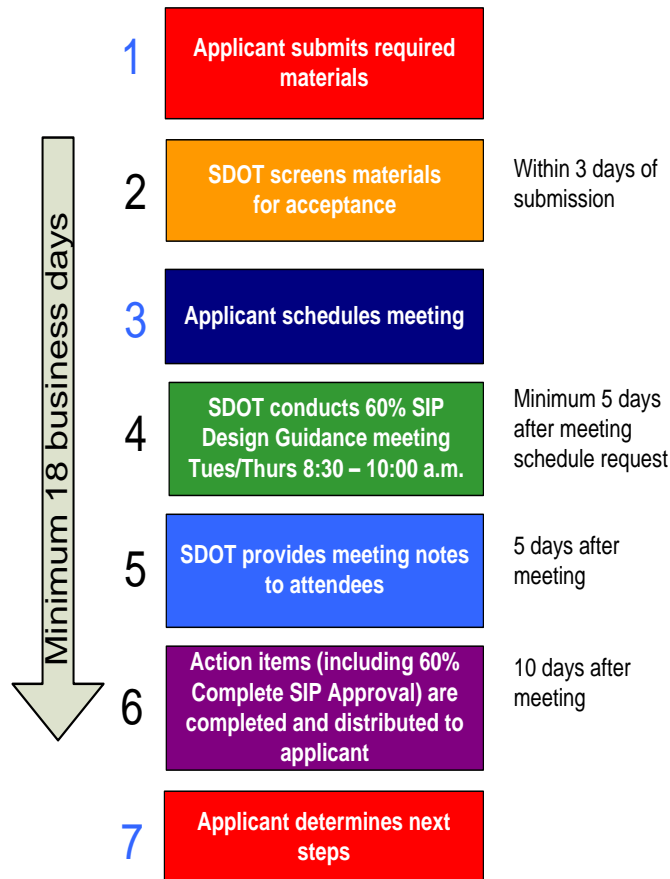 1
Applicant submits required
materials
Minimum 18 business days
2
SDOT screens materials
for acceptance
Within 3 days of
submission
3
Applicant schedules meeting
4
SDOT conducts 60% SIP
Design Guidance meeting
Tues/Thurs 8:30 – 10:00 a.m.
Minimum 5 days
after meeting
schedule request
5
SDOT provides meeting notes
to attendees
5 days after
meeting
6
Action items (including 60%
Complete SIP Approval) are
completed and distributed to
applicant
10 days after
meeting
7
Applicant determines next
steps